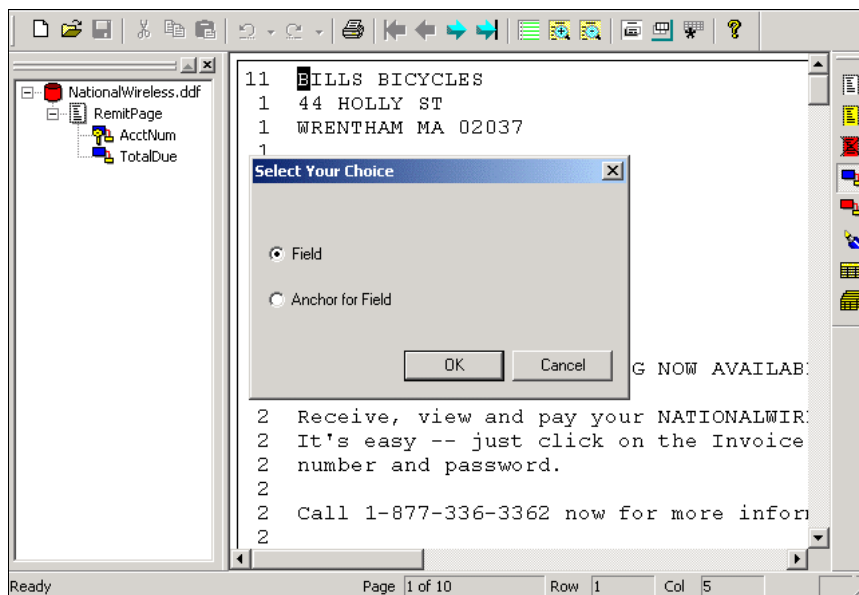 NationalWireless.ddf
RemitPage
AcctNum
TotalDue
11 BILLS BICYCLES
1 44 HOLLY ST
1 WRENTHAM MA 02037
1
Select Your Choice
Field
Anchor for Field
OK Cancel
G NOW AVAILAB
2 Receive, view and pay your NATIONALWIR
2 It's easy -- just click on the Invoice
2 number and password.
2
2 Call 1-877-336-3362 now for more infor
2
Ready Page 1 of 10 Row 1 Col 5